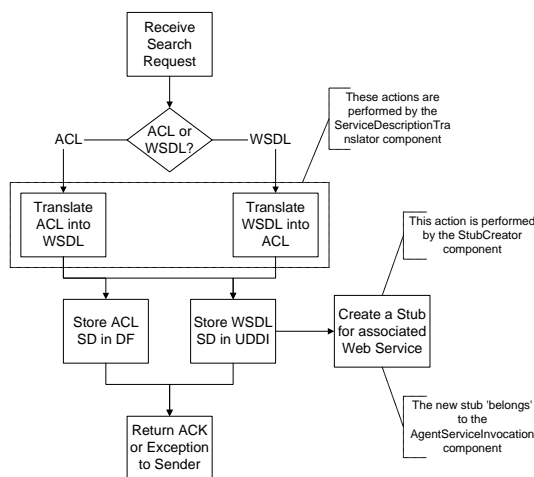 Receive
Search
Request
These actions are
performed by the
ServiceDescriptionTra
nslator component
ACL
ACL or
WSDL?
WSDL
Translate
ACL into
WSDL
Translate
WSDL into
ACL
This action is performed
by the StubCreator
component
Store ACL
SD in DF
Store WSDL
SD in UDDI
Create a Stub
for associated
Web Service
The new stub 'belongs'
to the
AgentServiceInvocation
component
Return ACK
or Exception
to Sender